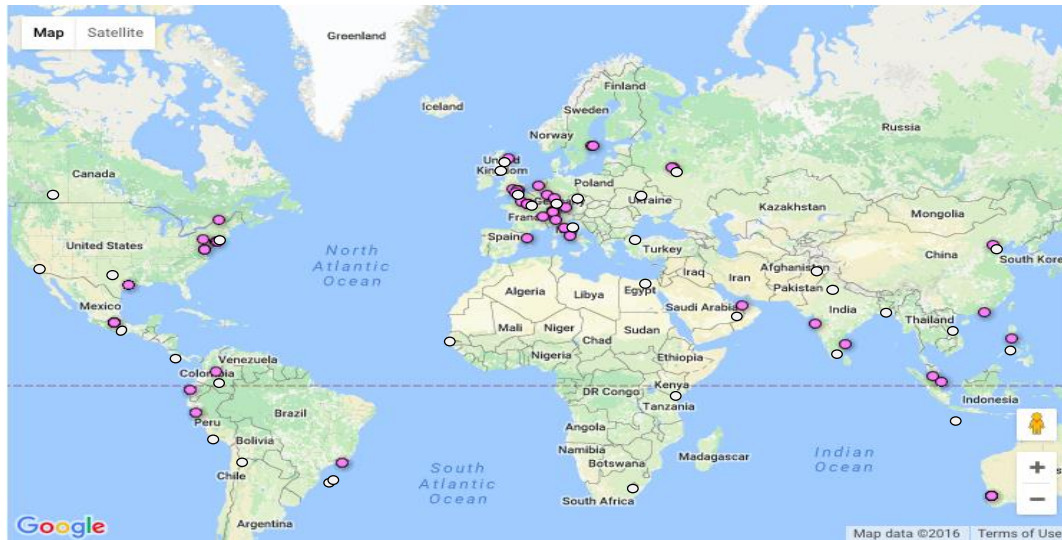 Map Satellite
Greenland
Iceland
Finland
Sweden
Norway
Russia
Canada
United
Kingdom
Poland
Ukraine
Kazakhstan
Mongolia
France
Spain
Turkey
United States
North
Atlantic
Ocean
China
South Kore
Afghanistan
Iraq
Iran
Pakistan
Algeria
Libya
Egypt
Saudi Arabia
India
Mexico
Mali
Niger
Sudan
Chad
Thailand
Nigeria
Ethiopia
Venezuela
Colombia
Kenya
DR Congo
Tanzania
Indonesia
Brazil
Peru
Bolivia
Angola
Namibia
Botswana
Madagascar
Indian
Ocean
Chile
South
Atlantic
Ocean
South Africa
Argentina
Google
Map data ©2016 Terms of Use